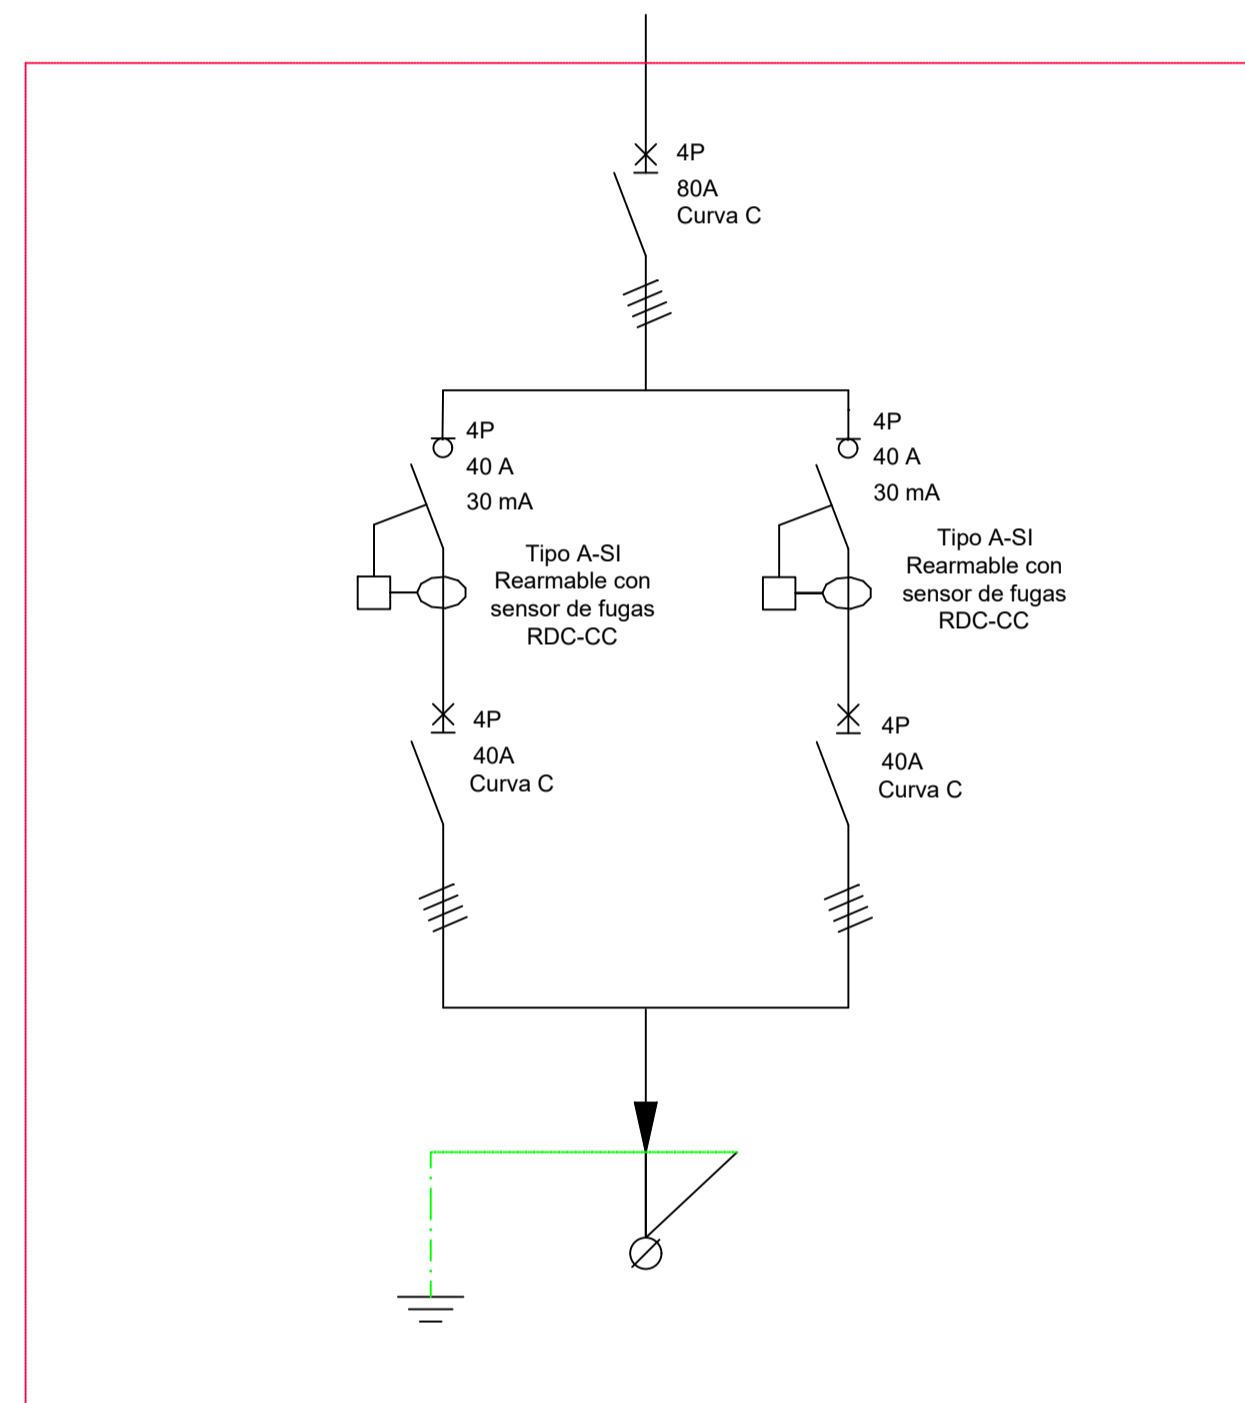 4P
80A
Curva C
4P
40 A
30 mA
Tipo A-SI
Rearmable con
sensor de fugas
RDC-CC
4P
40 A
30 mA
Tipo A-SI
Rearmable con
sensor de fugas
RDC-CC
4P
40A
Curva C
4P
40A
Curva C